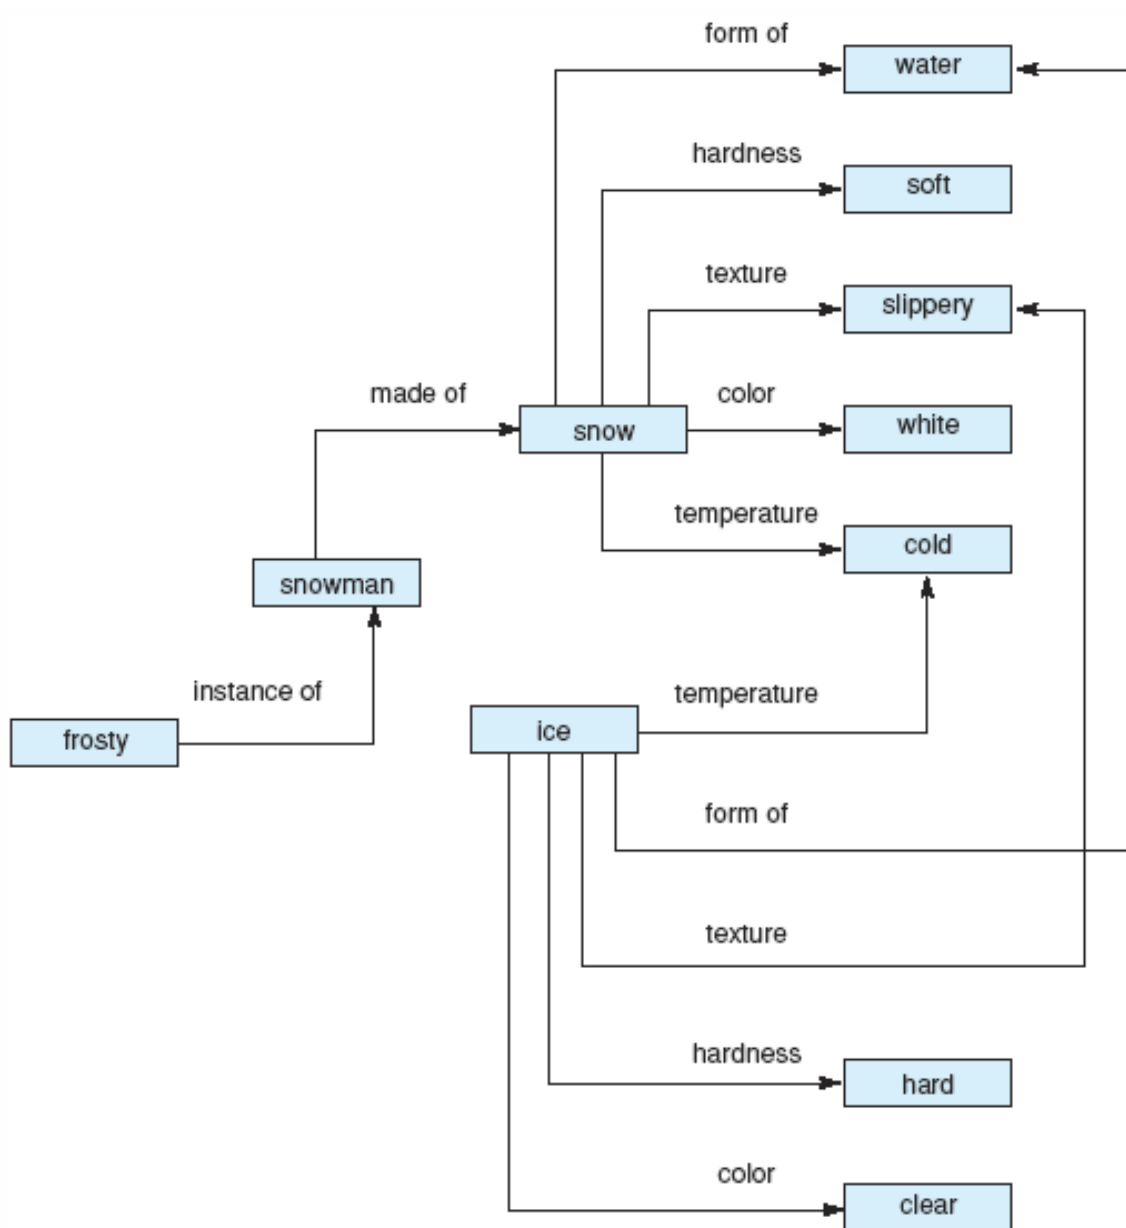 form of
water
hardness
soft
texture
slippery
made of
color
snow
white
temperature
cold
snowman
instance of
temperature
frosty
ice
form of
texture
hardness
hard
color
clear